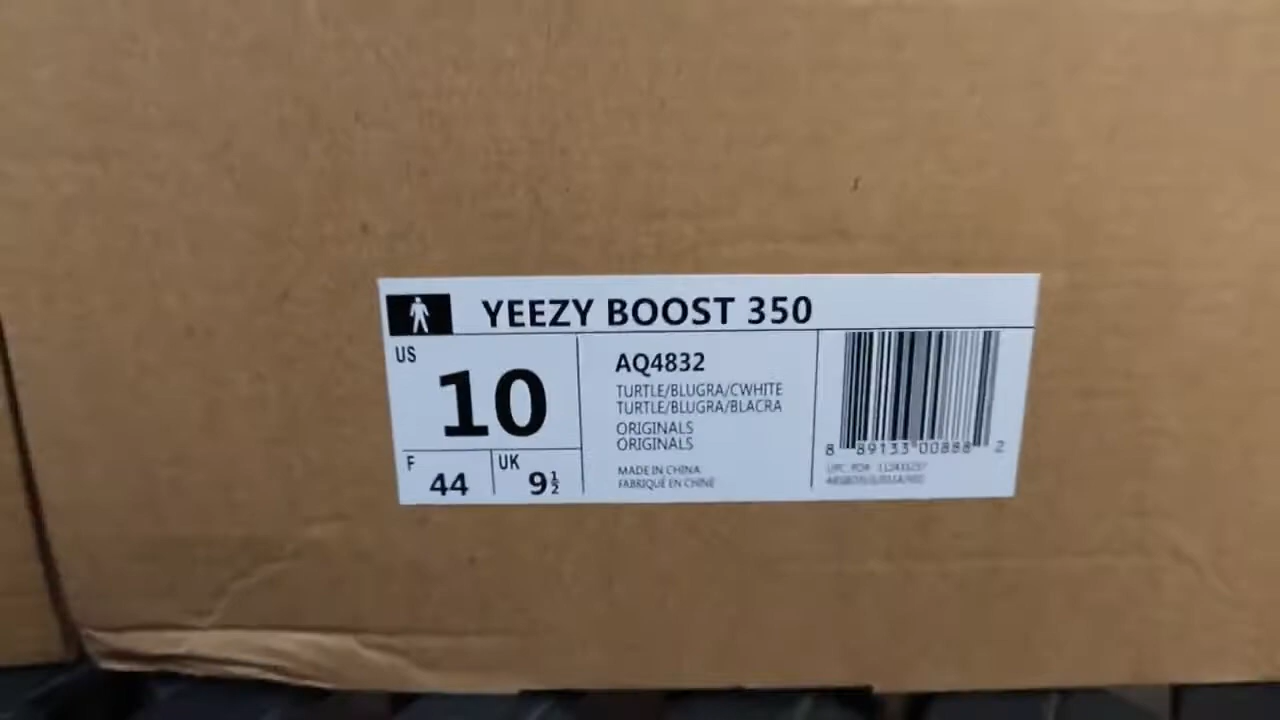 YEEZY BOOST 350
US
10
F
44
UK
9½
AQ4832
TURTLE/BLUGRA/CWHITE
TURTLE/BLUGRA/BLACRA
ORIGINALS
ORIGINALS
MADE IN CHINA
FABRIQUÉ EN CHINE
8 89133 00888 2